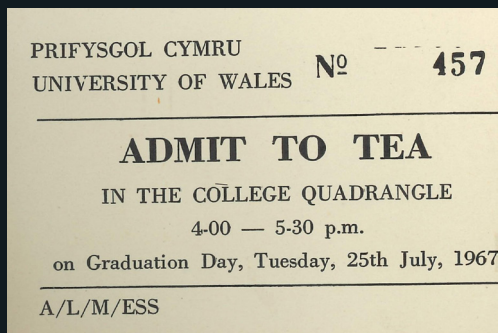 PRIFYSGOL CYMRU
UNIVERSITY OF WALES
Nº 457
ADMIT TO TEA
IN THE COLLEGE QUADRANGLE
4-00 — 5-30 p.m.
on Graduation Day, Tuesday, 25th July, 1967
A/L/M/ESS